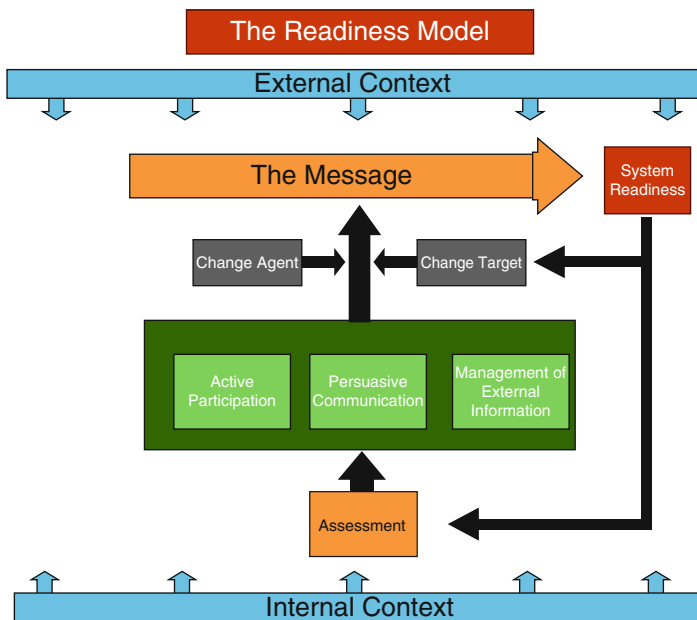 The Readiness Model
External Context
The Message
System
Readiness
Change Agent
Change Target
Active
Participation
Persuasive
Communication
Management of
External
Information
Assessment
Internal Context